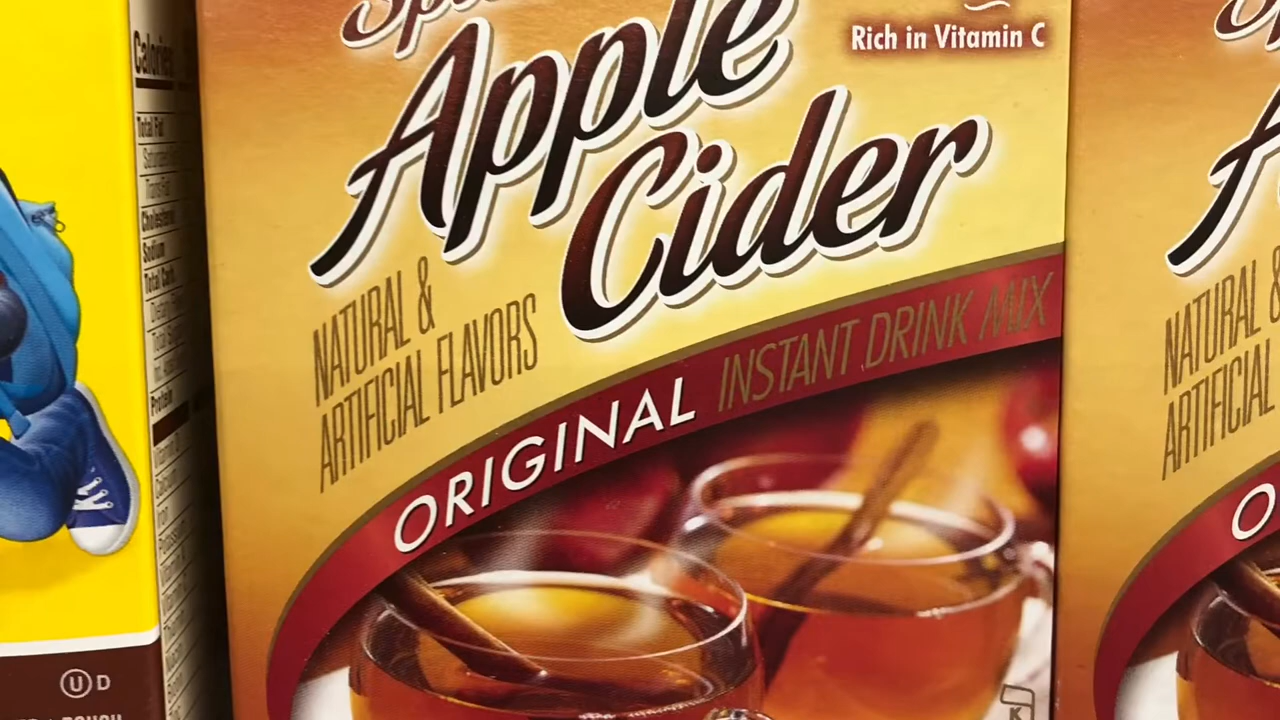 Apple
Cider
Rich in Vitamin C
NATURAL &
ARTIFICIAL FLAVORS
ORIGINAL INSTANT DRINK MIX
K
Calories
Total Fat
Cholesterol
Sodium
Total Carb.
Protein
U D
NATURAL &
ARTIFICIAL